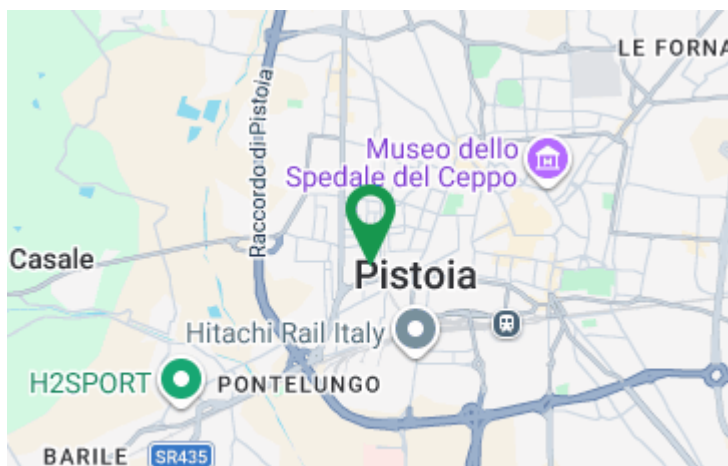 LE FORNA
Raccordo di Pistoia
Museo dello
Spedale del Ceppo
Casale
Pistoia
Hitachi Rail Italy
H2SPORT
PONTELUNGO
BARILE
SR435